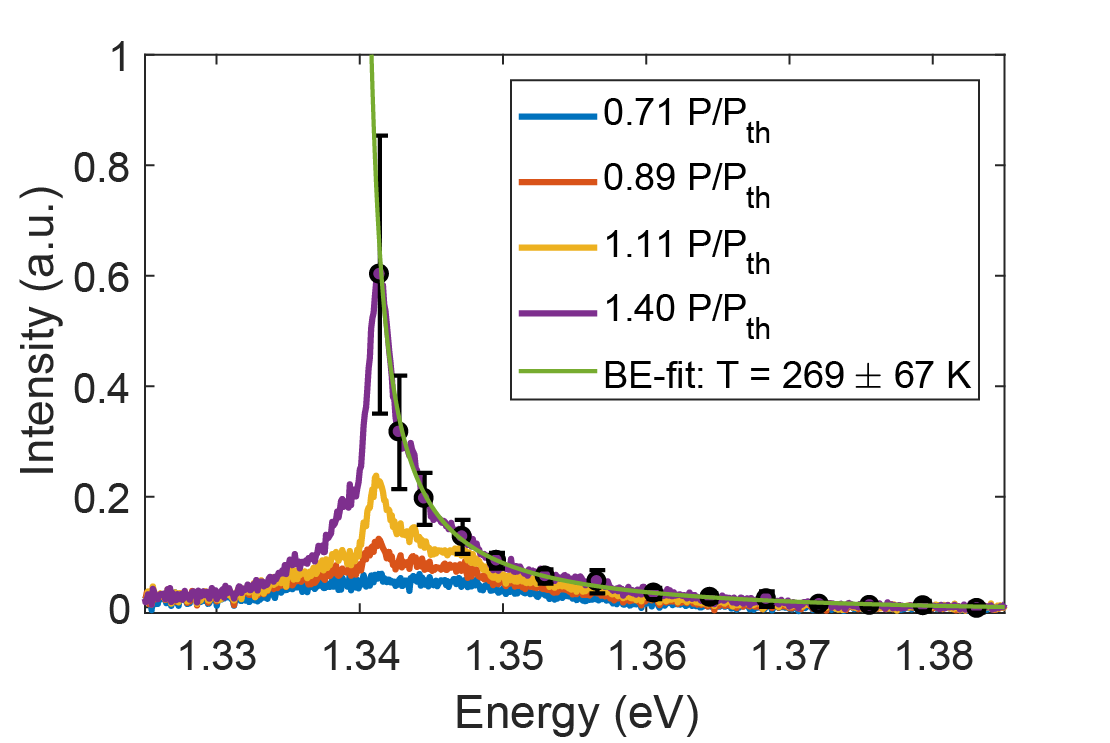 1
0.8
0.6
0.4
0.2
0
Intensity (a.u.)
0.71 P/Pth
0.89 P/Pth
1.11 P/Pth
1.40 P/Pth
BE-fit: T = 269 ± 67 K
1.33 1.34 1.35 1.36 1.37 1.38
Energy (eV)